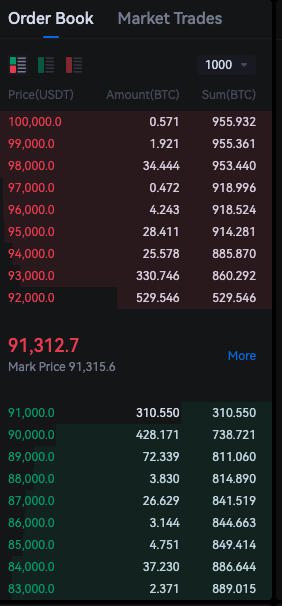 Order Book Market Trades
1000
Price(USDT) Amount(BTC) Sum(BTC)
100,000.0 0.571 955.932
99,000.0 1.921 955.361
98,000.0 34.444 953.440
97,000.0 0.472 918.996
96,000.0 4.243 918.524
95,000.0 28.411 914.281
94,000.0 25.578 885.870
93,000.0 330.746 860.292
92,000.0 529.546 529.546
91,312.7
More
Mark Price 91,315.6
91,000.0 310.550 310.550
90,000.0 428.171 738.721
89,000.0 72.339 811.060
88,000.0 3.830 814.890
87,000.0 26.629 841.519
86,000.0 3.144 844.663
85,000.0 4.751 849.414
84,000.0 37.230 886.644
83,000.0 2.371 889.015